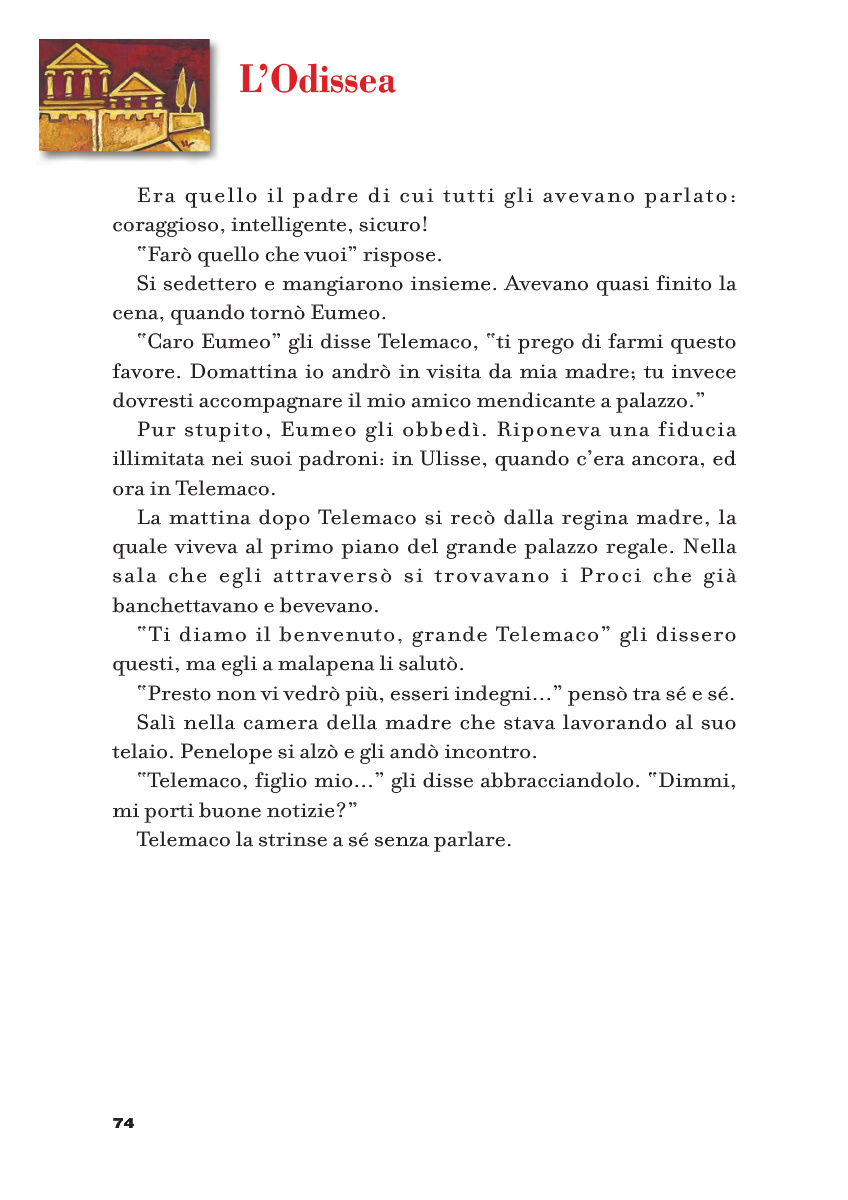 L’Odissea
Era quello il padre di cui tutti gli avevano parlato:
coraggioso, intelligente, sicuro!
“Farò quello che vuoi” rispose.
Si sedettero e mangiarono insieme. Avevano quasi finito la
cena, quando tornò Eumeo.
“Caro Eumeo” gli disse Telemaco, “ti prego di farmi questo
favore. Domattina io andrò in visita da mia madre; tu invece
dovresti accompagnare il mio amico mendicante a palazzo.”
Pur stupito, Eumeo gli obbedì. Riponeva una fiducia
illimitata nei suoi padroni: in Ulisse, quando c’era ancora, ed
ora in Telemaco.
La mattina dopo Telemaco si recò dalla regina madre, la
quale viveva al primo piano del grande palazzo regale. Nella
sala che egli attraversò si trovavano i Proci che già
banchettavano e bevevano.
“Ti diamo il benvenuto, grande Telemaco” gli dissero
questi, ma egli a malapena li salutò.
“Presto non vi vedrò più, esseri indegni...” pensò tra sé e sé.
Salì nella camera della madre che stava lavorando al suo
telaio. Penelope si alzò e gli andò incontro.
“Telemaco, figlio mio...” gli disse abbracciandolo. “Dimmi,
mi porti buone notizie?”
Telemaco la strinse a sé senza parlare.
74